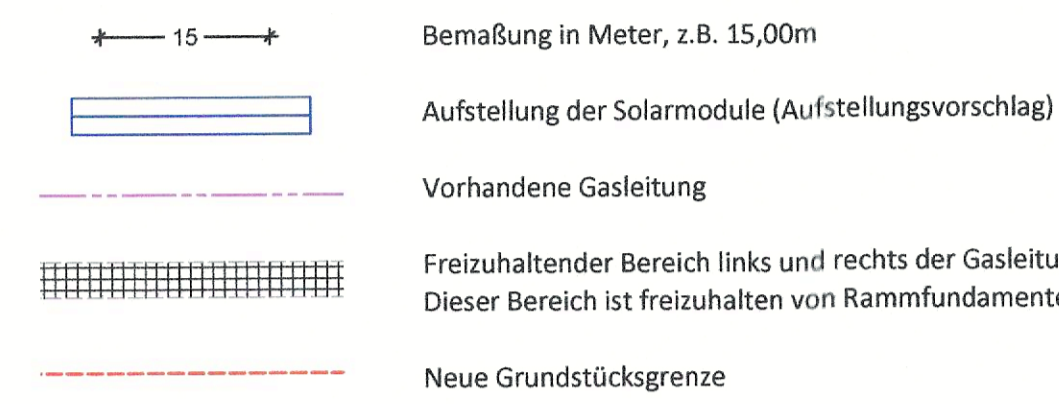 15 Bemaßung in Meter, z.B. 15,00m
Aufstellung der Solarmodule (Aufstellungsvorschlag)
Vorhandene Gasleitung
Freizuhaltender Bereich links und rechts der Gasleitu
Dieser Bereich ist freizuhalten von Rammfundamente
Neue Grundstücksgrenze